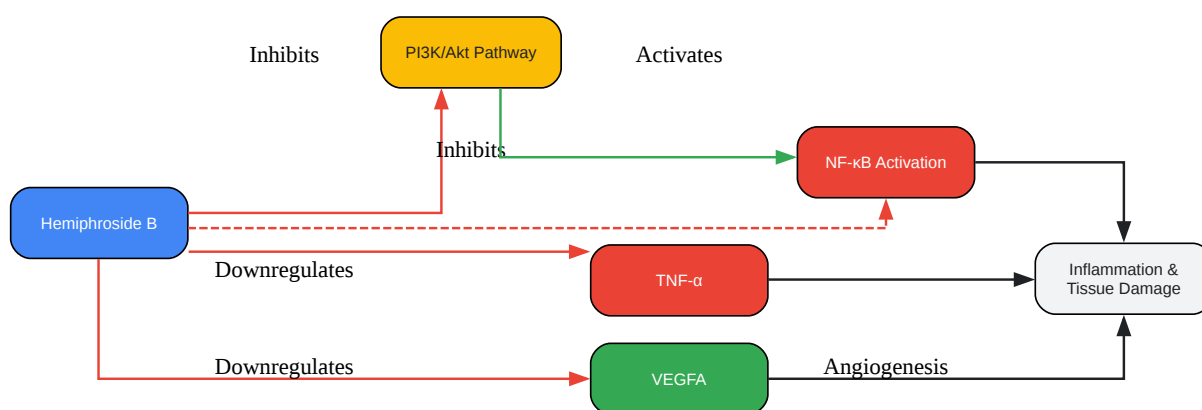 Inhibits
PI3K/Akt Pathway
Activates
Inhibits
NF-κB Activation
Hemiphroside B
Downregulates
TNF-α
Inflammation &
Tissue Damage
Downregulates
VEGFA
Angiogenesis